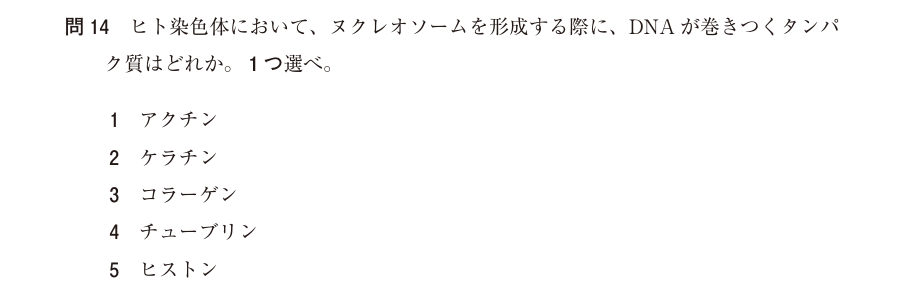 問14 ヒト染色体において、ヌクレオソームを形成する際に、DNA が巻きつくタンパ
ク質はどれか。1つ選べ。
1 アクチン
2 ケラチン
3 コラーゲン
4 チューブリン
5 ヒストン